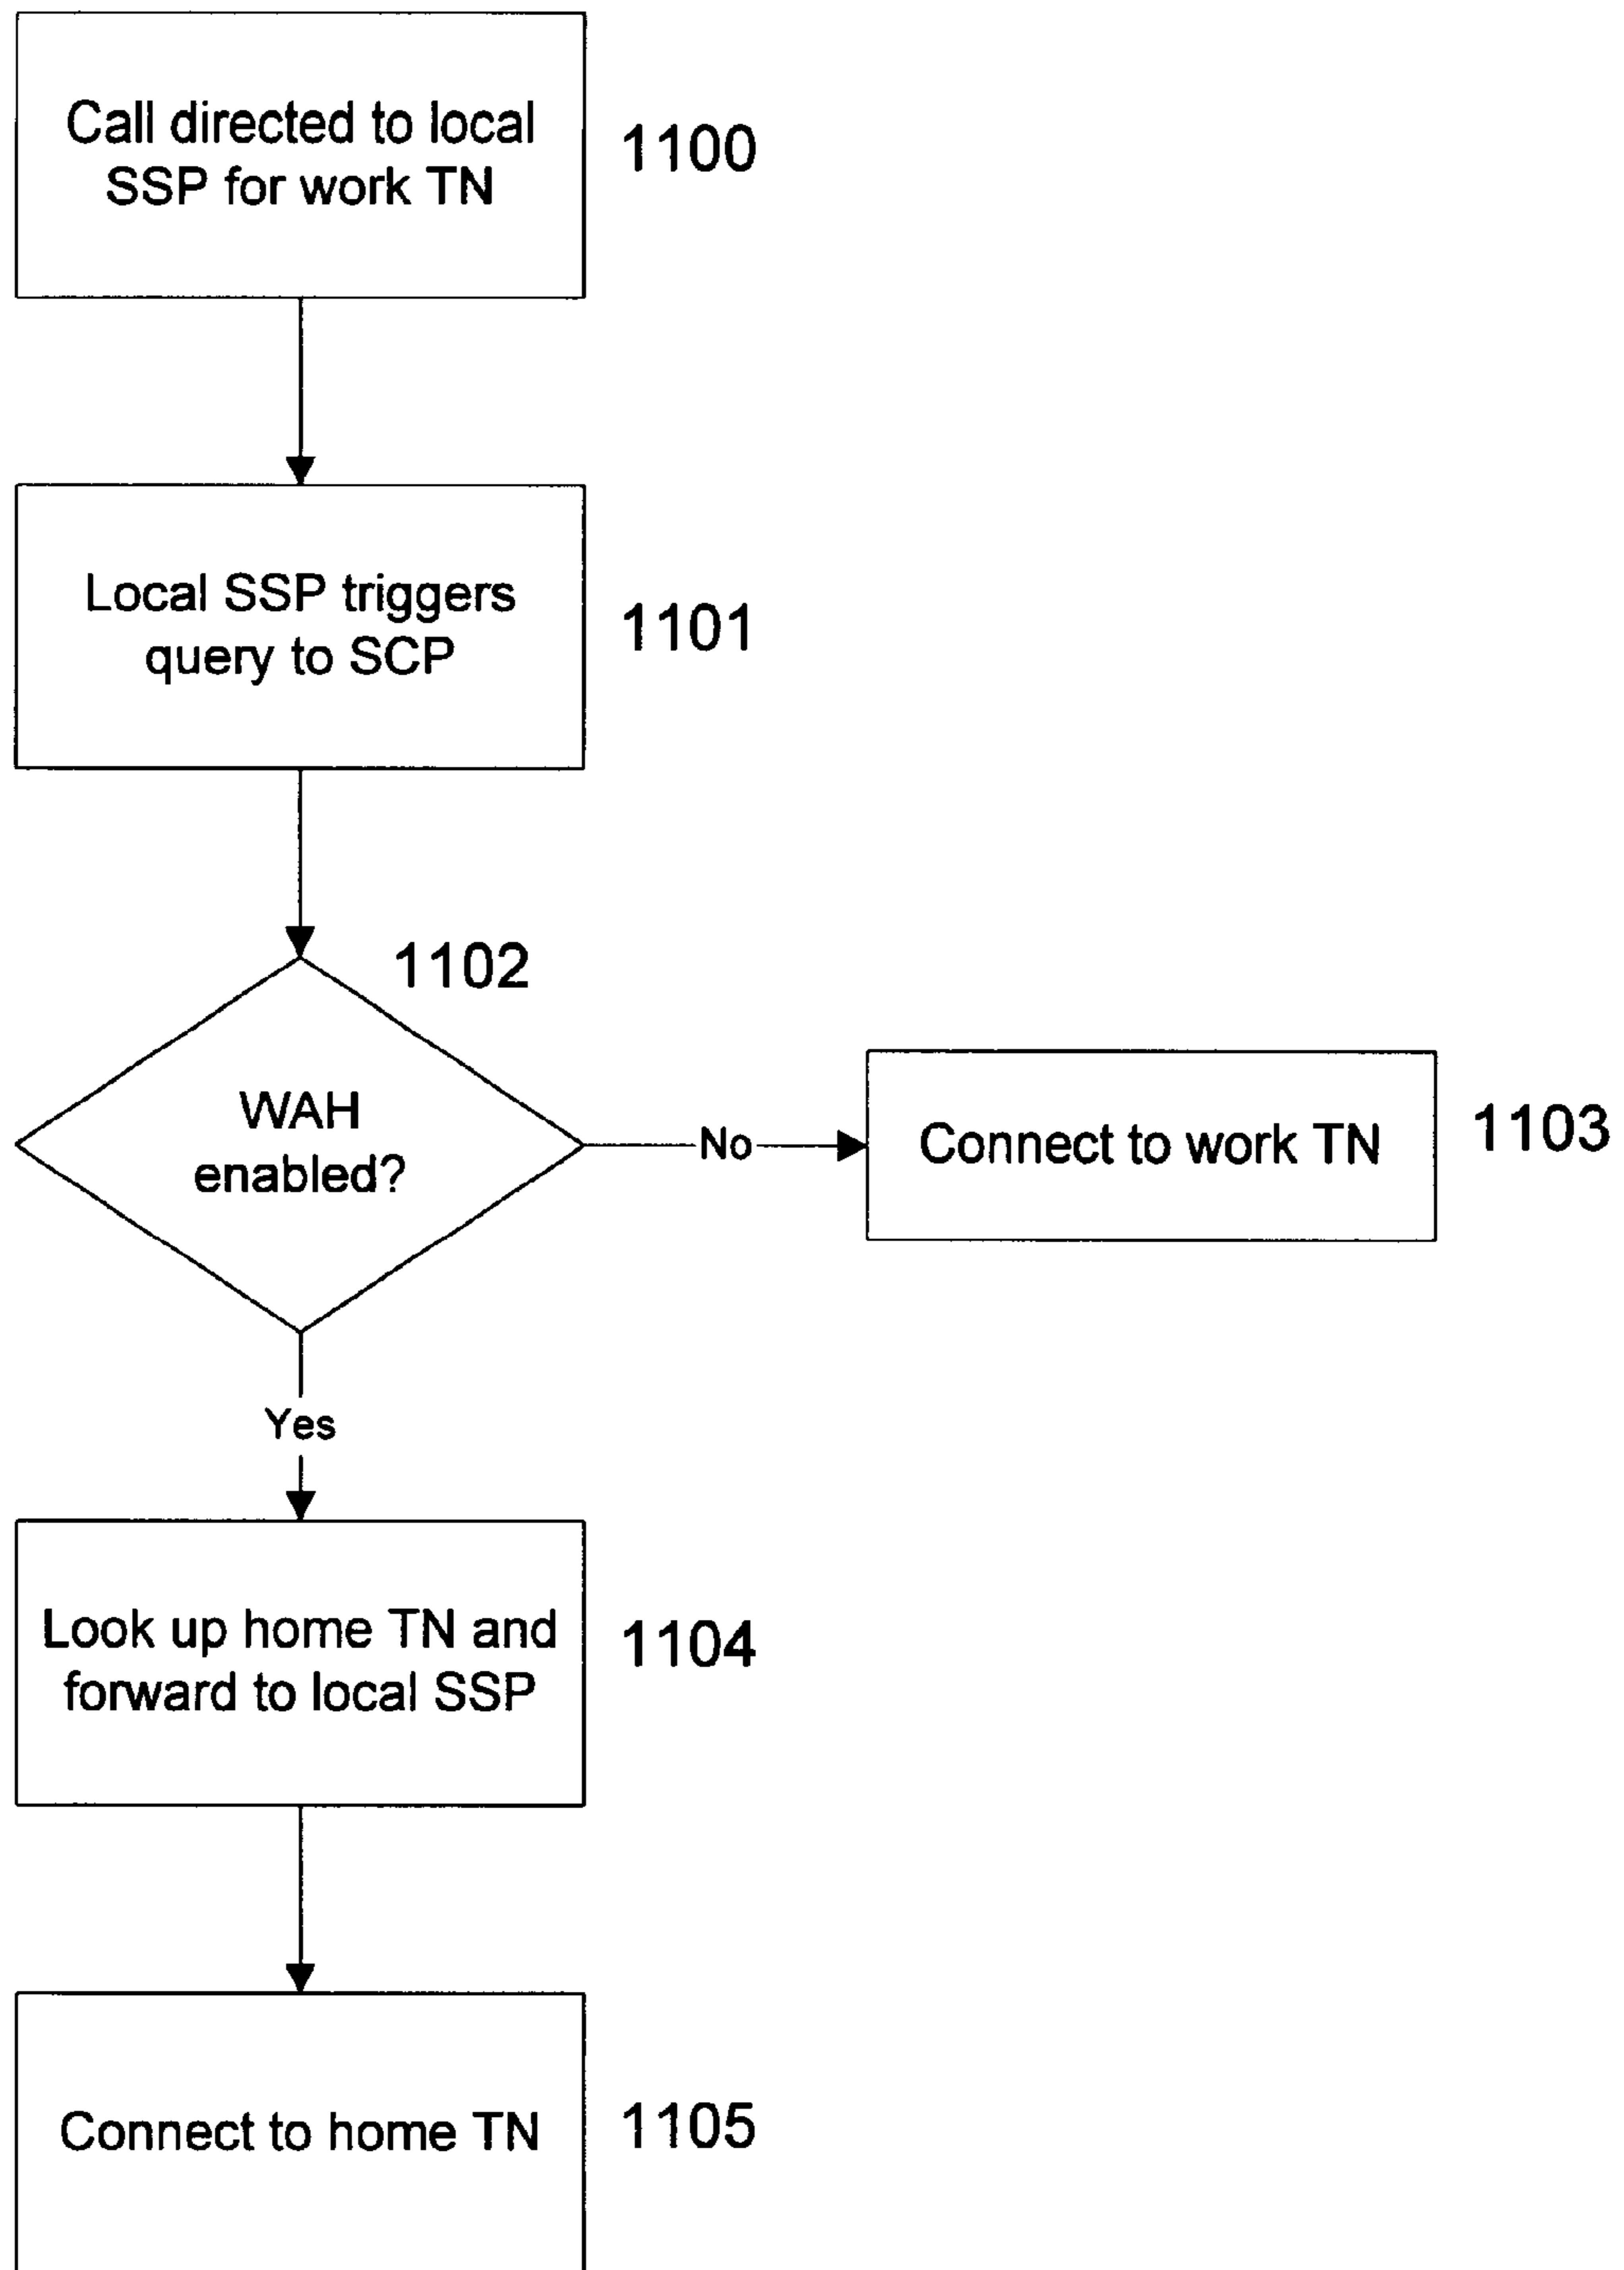 Call directed to local
SSP for work TN
1100
Local SSP triggers
query to SCP
1101
1102
WAH
enabled?
No
Connect to work TN
1103
Yes
Look up home TN and
forward to local SSP
1104
Connect to home TN
1105